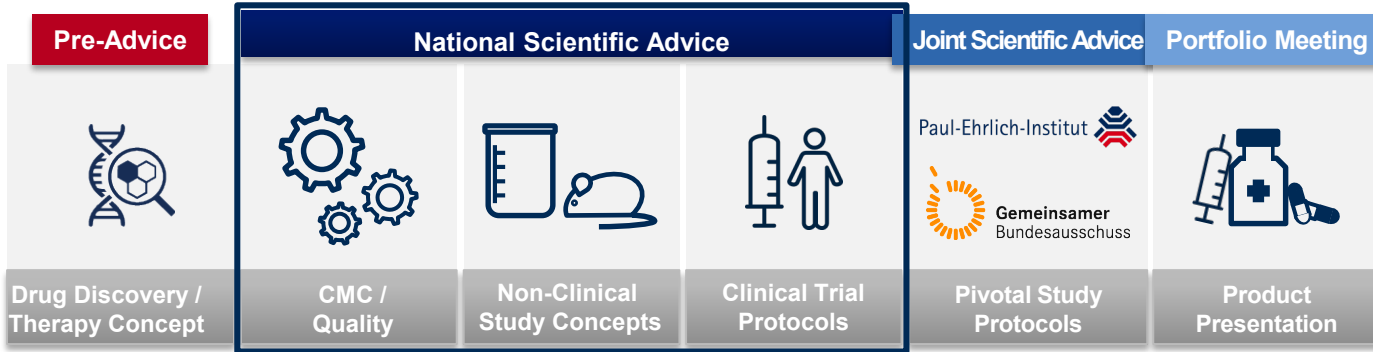 Pre-Advice
National Scientific Advice
Joint Scientific Advice
Portfolio Meeting
Paul-Ehrlich-Institut
Gemeinsamer
Bundesausschuss
Drug Discovery /
Therapy Concept
CMC /
Quality
Non-Clinical
Study Concepts
Clinical Trial
Protocols
Pivotal Study
Protocols
Product
Presentation